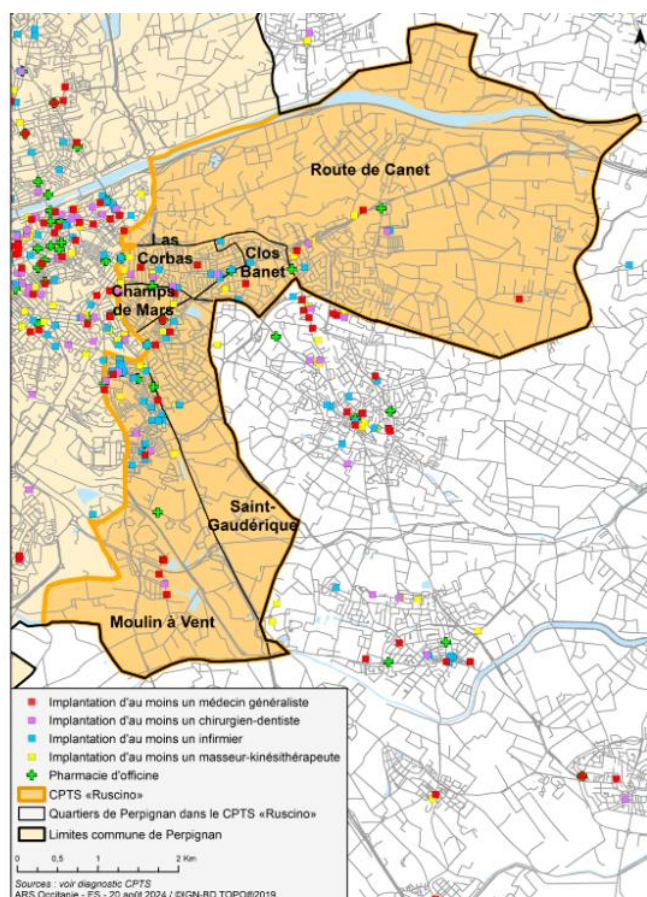 Route de Canet
Las
Corbas
Clos
Banet
Champs
de Mars
Saint-
Gaudérique
Moulin à Vent
Implantation d'au moins un médecin généraliste
Implantation d'au moins un chirurgien-dentiste
Implantation d'au moins un infirmier
Implantation d'au moins un masseur-kinésithérapeute
Pharmacie d'officine
CPTS «Ruscino»
Quartiers de Perpignan dans le CPTS «Ruscino»
Limites commune de Perpignan
0 0,5 1 2 Km
Sources : voir diagnostic CPTS
ARS Occitanie - ES - 20 août 2024 / ©IGN-BD TOPO®2019